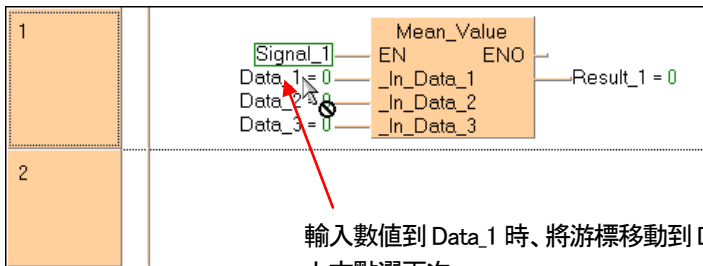 1
Mean_Value
Signal_1 EN ENO
Data_1 = 0 _In_Data_1 Result_1 = 0
Data_2 _In_Data_2
Data_3 = 0 _In_Data_3
2
輸入數值到 Data_1 時、將游標移動到